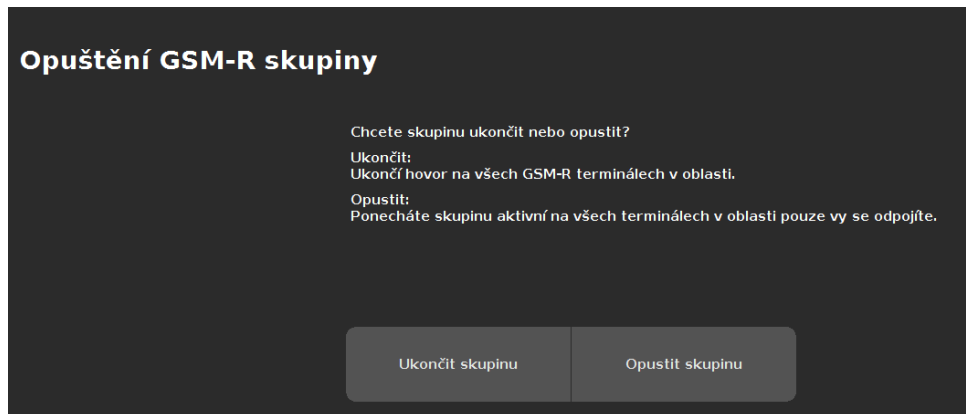 Opuštění GSM-R skupiny
Chcete skupinu ukončit nebo opustit?
Ukončit:
Ukončí hovor na všech GSM-R terminálech v oblasti.
Opustit:
Ponecháte skupinu aktivní na všech terminálech v oblasti pouze vy se odpojíte.
Ukončit skupinu
Opustit skupinu